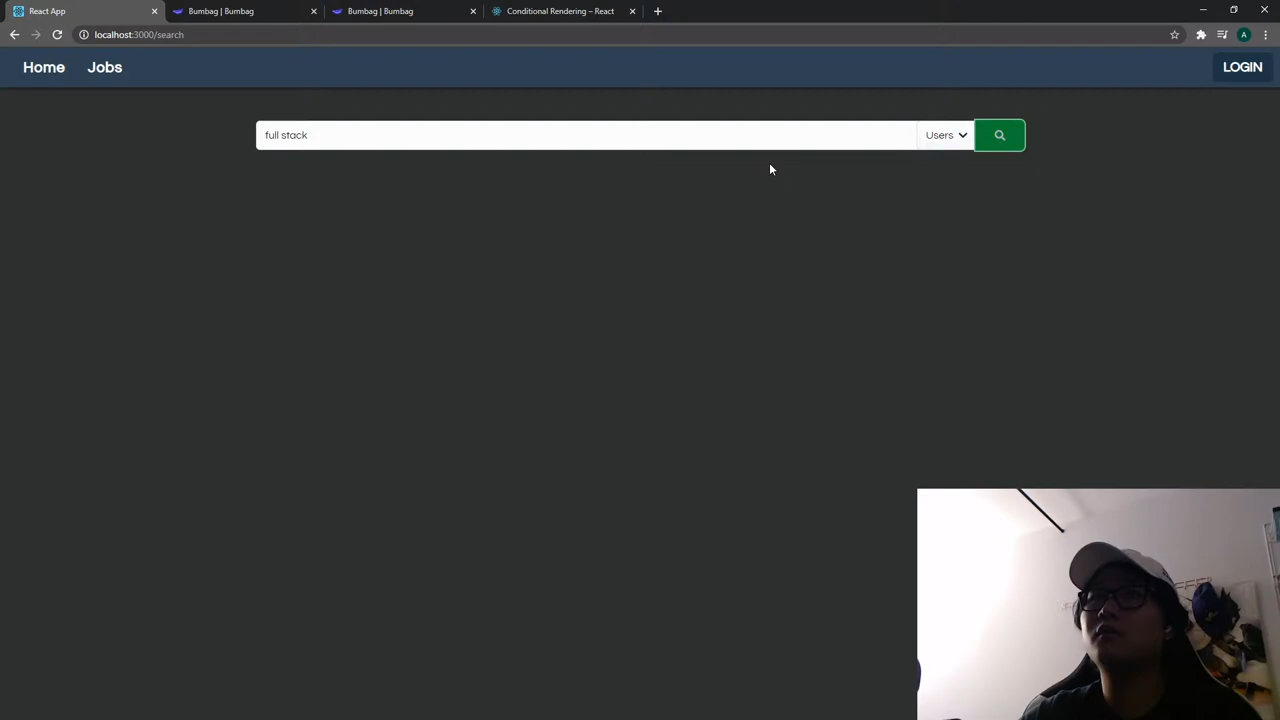 React App
Bumbag | Bumbag
Bumbag | Bumbag
Conditional Rendering – React
localhost:3000/search
A
Home
Jobs
LOGIN
full stack
Users